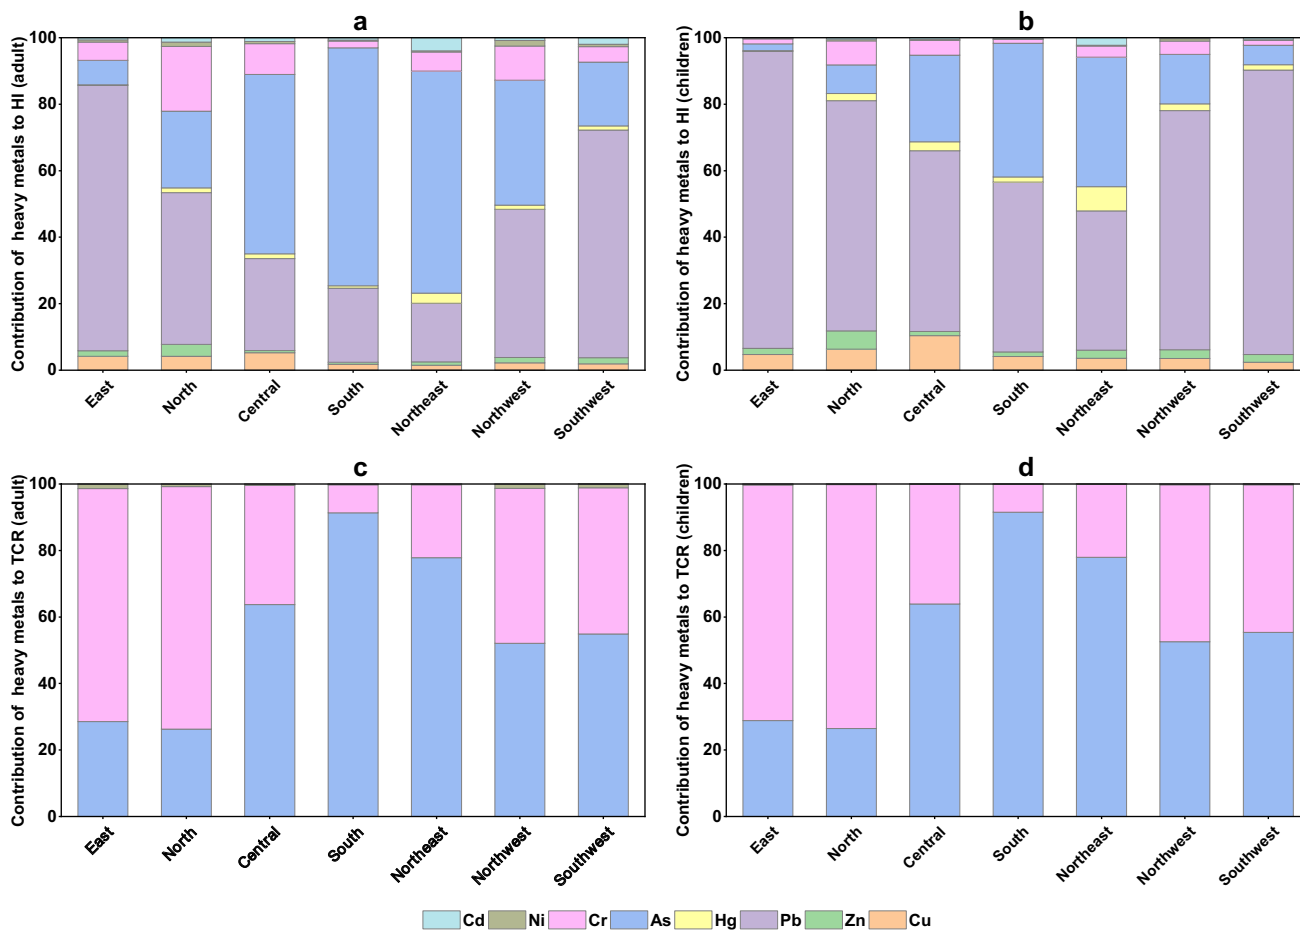 a
Contribution of heavy metals to HI (adult)
100
80
60
40
20
0
East
North
Central
South
Northeast
Northwest
Southwest
b
Contribution of heavy metals to HI (children)
100
80
60
40
20
0
East
North
Central
South
Northeast
Northwest
Southwest
c
Contribution of heavy metals to TCR (adult)
100
80
60
40
20
0
East
North
Central
South
Northeast
Northwest
Southwest
d
Contribution of heavy metals to TCR (children)
100
80
60
40
20
0
East
North
Central
South
Northeast
Northwest
Southwest
Cd Ni Cr As Hg Pb Zn Cu